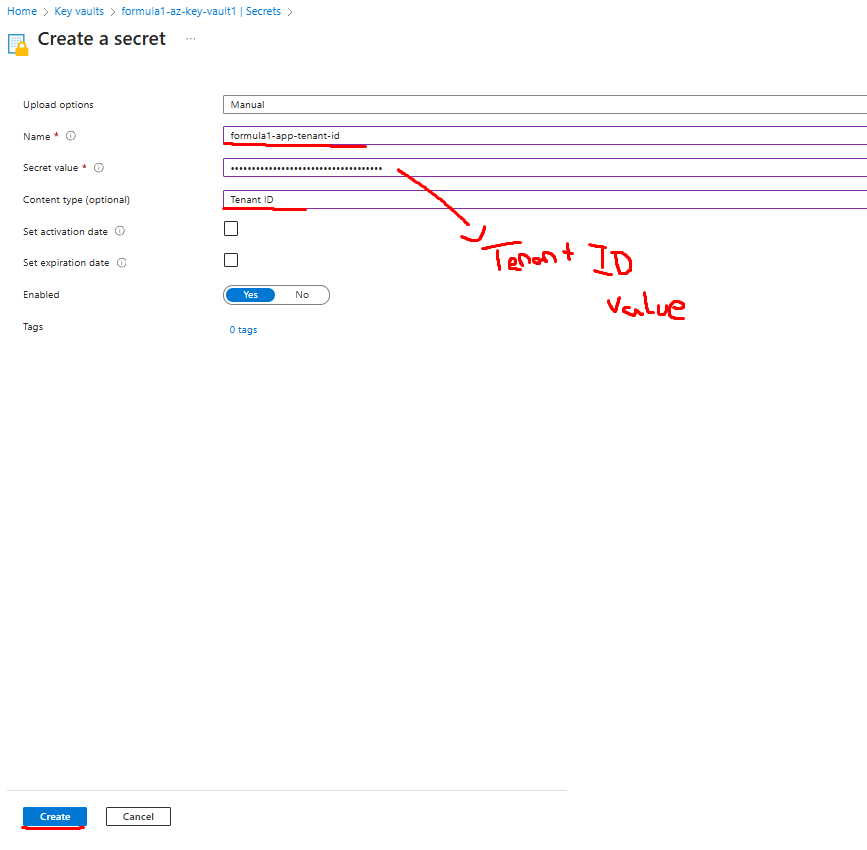 Home > Key vaults > formula1-az-key-vault1 | Secrets >
Create a secret ...
Upload options Manual
Name * formula1-app-tenant-id
Secret value * ••••••••••••••••••••••••••••••••••••
Content type (optional) Tenant ID
Set activation date
Set expiration date
Enabled Yes No
Tags 0 tags
Tenant ID
value
Create Cancel